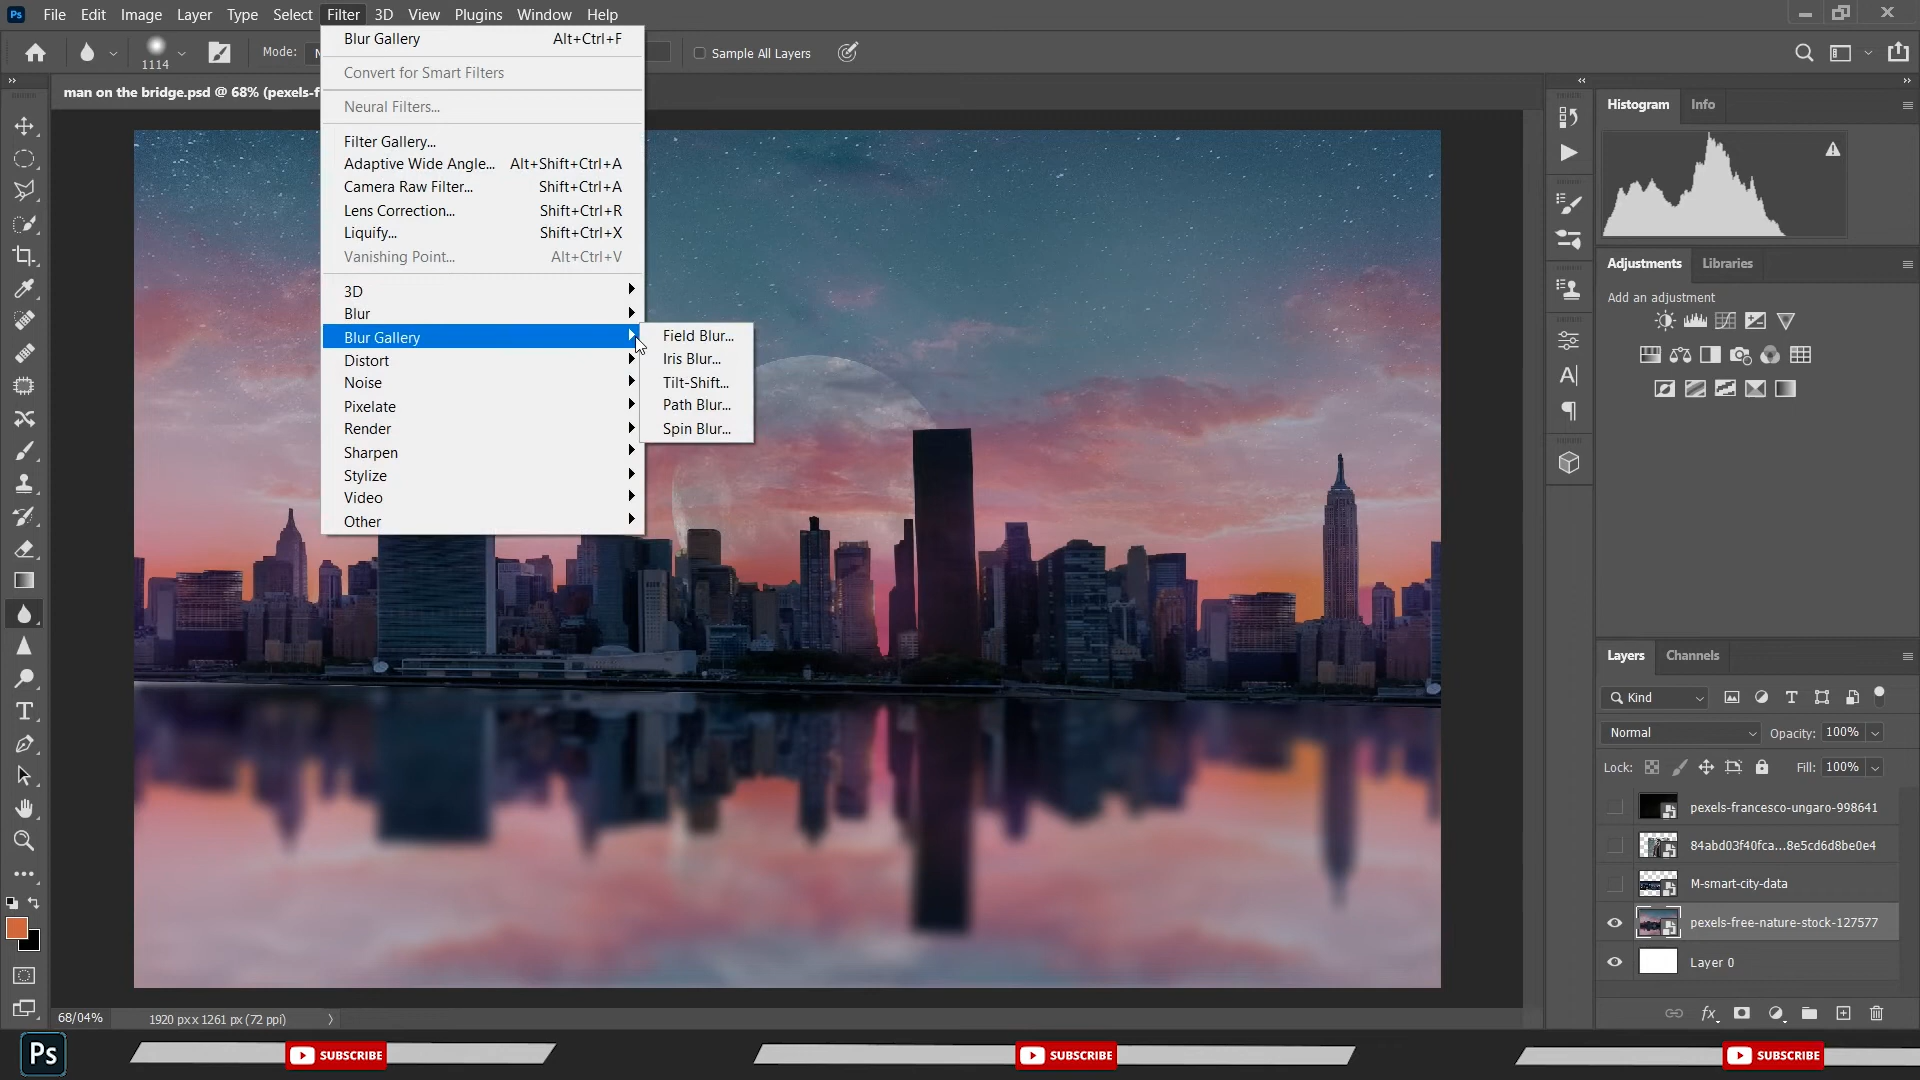 Ps File Edit Image Layer Type Select Filter 3D View Plugins Window Help
1114 Mode: Sample All Layers
man on the bridge.psd @ 68% (pexels-f
Blur Gallery Alt+Ctrl+F
Convert for Smart Filters
Neural Filters...
Filter Gallery...
Adaptive Wide Angle... Alt+Shift+Ctrl+A
Camera Raw Filter... Shift+Ctrl+A
Lens Correction... Shift+Ctrl+R
Liquify... Shift+Ctrl+X
Vanishing Point... Alt+Ctrl+V
3D
Blur
Blur Gallery
Distort
Noise
Pixelate
Render
Sharpen
Stylize
Video
Other
Field Blur...
Iris Blur...
Tilt-Shift...
Path Blur...
Spin Blur...
Histogram Info
Adjustments Libraries
Add an adjustment
Layers Channels
Kind
Normal Opacity: 100%
Lock: Fill: 100%
pexels-francesco-ungaro-998641
84abd03f40fca...8e5cd6d8be0e4
M-smart-city-data
pexels-free-nature-stock-127577
Layer 0
fx
68/04% 1920 px x 1261 px (72 ppi)
Ps SUBSCRIBE SUBSCRIBE SUBSCRIBE